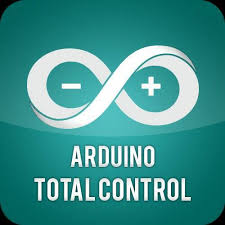 - +
ARDUINO
TOTAL CONTROL